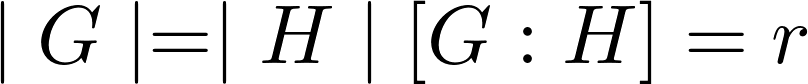 | G |=| H | [G : H] = r